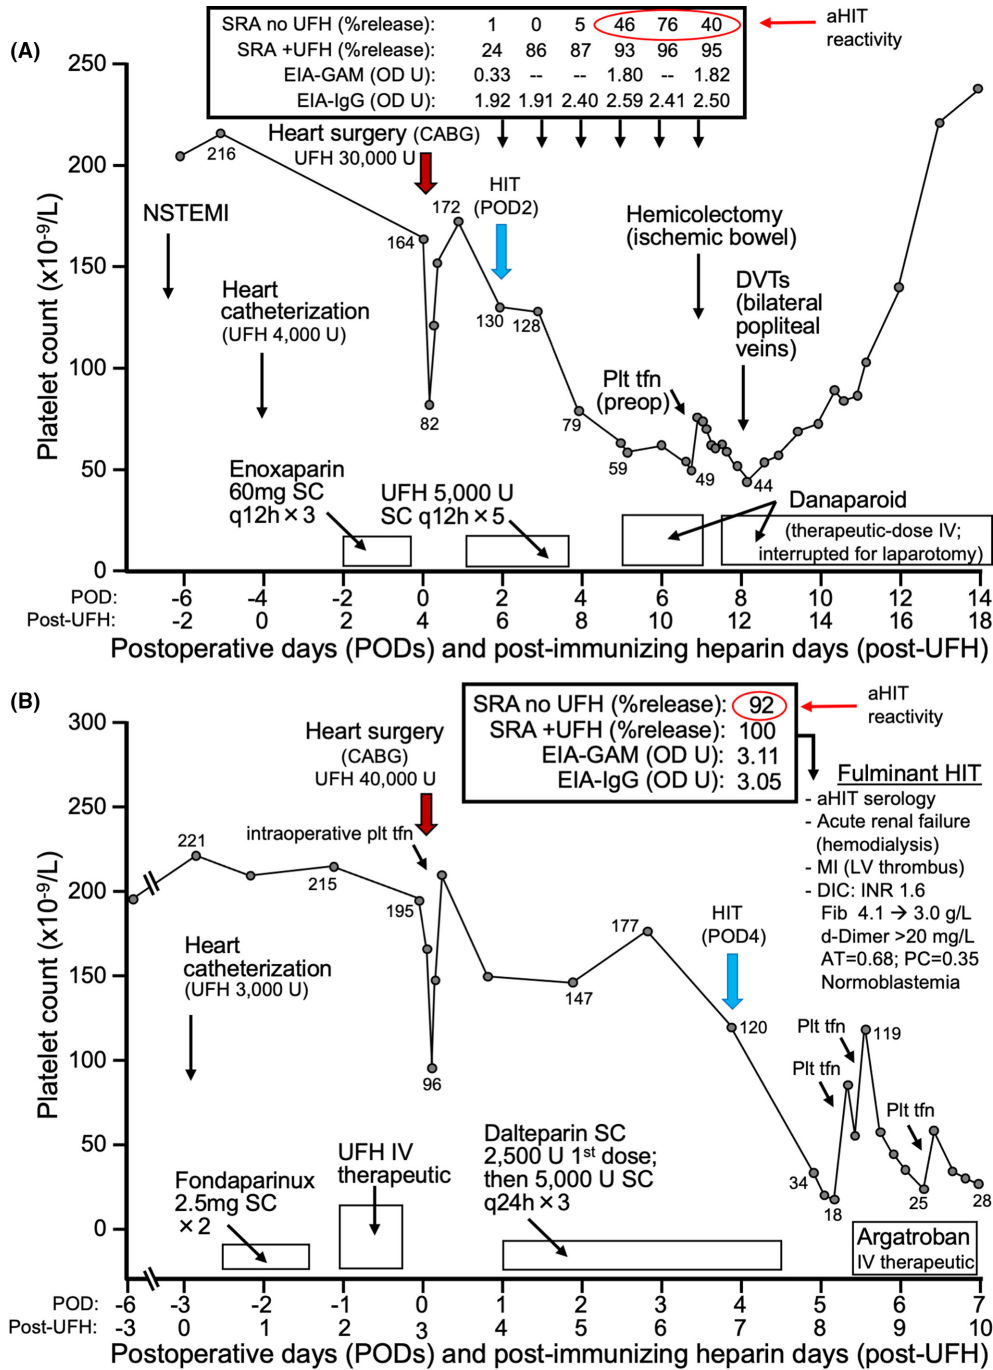 (A)
SRA no UFH (%release): 1 0 5 46 76 40
SRA +UFH (%release): 24 86 87 93 96 95
EIA-GAM (OD U): 0.33 -- -- 1.80 -- 1.82
EIA-IgG (OD U): 1.92 1.91 2.40 2.59 2.41 2.50
aHIT
reactivity
Platelet count (x10-⁹/L)
250
200
150
100
50
0
216
164
82
172
130
128
79
59
49
44
NSTEMI
Heart
catheterization
(UFH 4,000 U)
Heart surgery (CABG)
UFH 30,000 U
HIT
(POD2)
Hemicolectomy
(ischemic bowel)
DVTs
(bilateral
popliteal
veins)
Plt tfn
(preop)
Enoxaparin
60mg SC
q12h × 3
UFH 5,000 U
SC q12h × 5
Danaparoid
(therapeutic-dose IV;
interrupted for laparotomy)
POD: -6 -4 -2 0 2 4 6 8 10 12 14
Post-UFH: -2 0 2 4 6 8 10 12 14 16 18
Postoperative days (PODs) and post-immunizing heparin days (post-UFH)
(B)
SRA no UFH (%release): 92
SRA +UFH (%release): 100
EIA-GAM (OD U): 3.11
EIA-IgG (OD U): 3.05
aHIT
reactivity
Fulminant HIT
- aHIT serology
- Acute renal failure
(hemodialysis)
- MI (LV thrombus)
- DIC: INR 1.6
Fib 4.1 → 3.0 g/L
d-Dimer >20 mg/L
AT=0.68; PC=0.35
Normoblastemia
Platelet count (x10-⁹/L)
300
250
200
150
100
50
0
221
215
195
96
147
177
120
34
18
119
25
28
Heart surgery
(CABG)
UFH 40,000 U
intraoperative plt tfn
Heart
catheterization
(UFH 3,000 U)
HIT
(POD4)
Plt tfn
Plt tfn
Plt tfn
Fondaparinux
2.5mg SC
× 2
UFH IV
therapeutic
Dalteparin SC
2,500 U 1st dose;
then 5,000 U SC
q24h × 3
Argatroban
IV therapeutic
POD: -6 -3 -2 -1 0 1 2 3 4 5 6 7
Post-UFH: -3 0 1 2 3 4 5 6 7 8 9 10
Postoperative days (PODs) and post-immunizing heparin days (post-UFH)